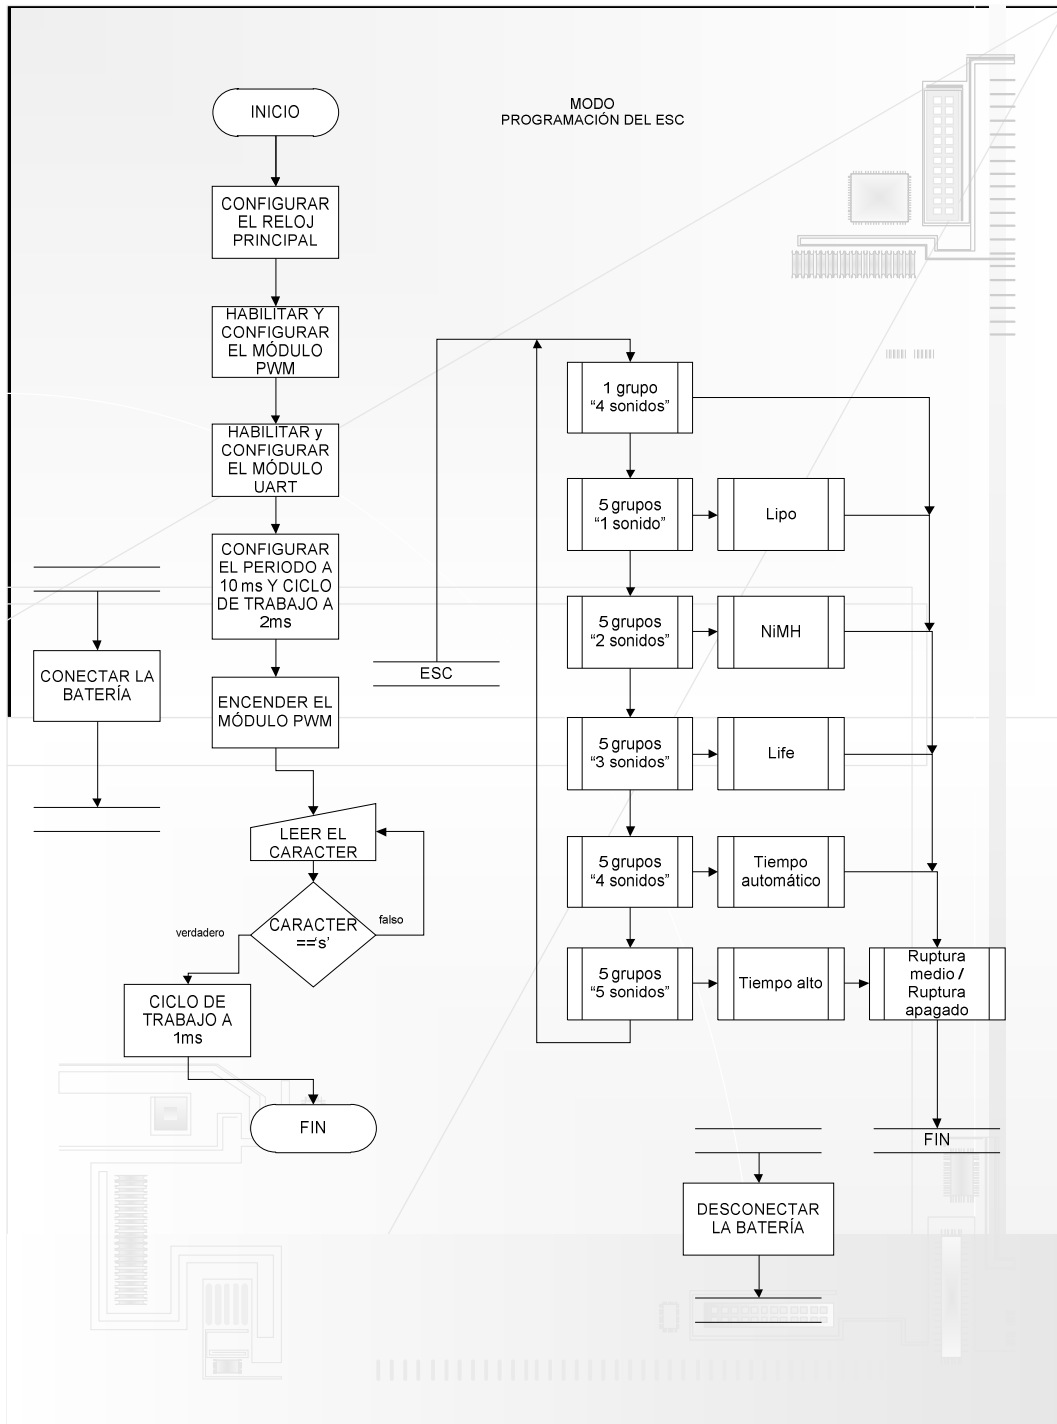 MODO
PROGRAMACIÓN DEL ESC
INICIO
CONFIGURAR
EL RELOJ
PRINCIPAL
HABILITAR Y
CONFIGURAR
EL MÓDULO
PWM
HABILITAR y
CONFIGURAR
EL MÓDULO
UART
CONFIGURAR
EL PERIODO A
10 ms Y CICLO
DE TRABAJO A
2ms
ENCENDER EL
MÓDULO PWM
LEER EL
CARACTER
CARACTER
=='s’
verdadero
falso
CICLO DE
TRABAJO A
1ms
FIN
CONECTAR LA
BATERÍA
ESC
1 grupo
“4 sonidos”
5 grupos
“1 sonido”
Lipo
5 grupos
“2 sonidos”
NiMH
5 grupos
“3 sonidos”
Life
5 grupos
“4 sonidos”
Tiempo
automático
5 grupos
“5 sonidos”
Tiempo alto
Ruptura
medio /
Ruptura
apagado
FIN
DESCONECTAR
LA BATERÍA